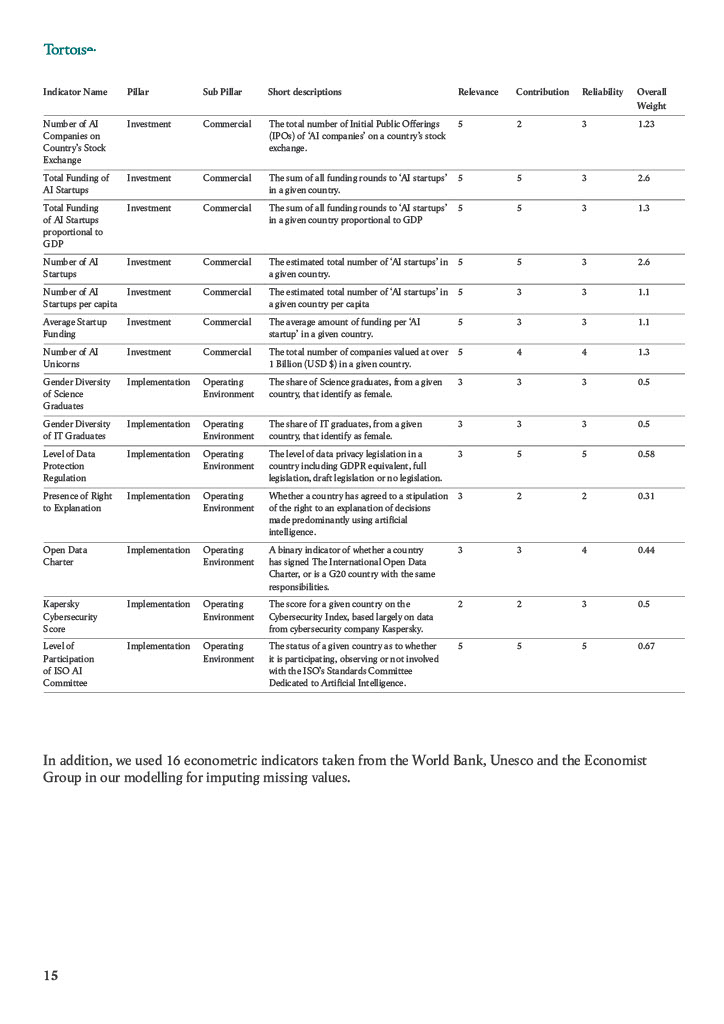 Tortoise
Indicator Name Pillar Sub Pillar Short descriptions Relevance Contribution Reliability Overall
Weight
Number of AI Investment Commercial The total number of Initial Public Offerings 5 2 3 1.23
Companies on (IPOs) of ‘AI companies’ on a country’s stock
Country’s Stock exchange.
Exchange
Total Funding of Investment Commercial The sum of all funding rounds to ‘AI startups’ 5 5 3 2.6
AI Startups in a given country.
Total Funding Investment Commercial The sum of all funding rounds to ‘AI startups’ 5 5 3 1.3
of AI Startups in a given country proportional to GDP
proportional to
GDP
Number of AI Investment Commercial The estimated total number of ‘AI startups’ in 5 5 3 2.6
Startups a given country.
Number of AI Investment Commercial The estimated total number of ‘AI startups’ in 5 3 3 1.1
Startups per capita a given country per capita
Average Startup Investment Commercial The average amount of funding per ‘AI 5 3 3 1.1
Funding startup’ in a given country.
Number of AI Investment Commercial The total number of companies valued at over 5 4 4 1.3
Unicorns 1 Billion (USD $) in a given country.
Gender Diversity Implementation Operating The share of Science graduates, from a given 3 3 3 0.5
of Science Environment country, that identify as female.
Graduates
Gender Diversity Implementation Operating The share of IT graduates, from a given 3 3 3 0.5
of IT Graduates Environment country, that identify as female.
Level of Data Implementation Operating The level of data privacy legislation in a 3 5 5 0.58
Protection Environment country including GDPR equivalent, full
Regulation legislation, draft legislation or no legislation.
Presence of Right Implementation Operating Whether a country has agreed to a stipulation 3 2 2 0.31
to Explanation Environment of the right to an explanation of decisions
made predominantly using artificial
intelligence.
Open Data Implementation Operating A binary indicator of whether a country 3 3 4 0.44
Charter Environment has signed The International Open Data
Charter, or is a G20 country with the same
responsibilities.
Kapersky Implementation Operating The score for a given country on the 2 2 3 0.5
Cybersecurity Environment Cybersecurity Index, based largely on data
Score from cybersecurity company Kaspersky.
Level of Implementation Operating The status of a given country as to whether 5 5 5 0.67
Participation Environment it is participating, observing or not involved
of ISO AI with the ISO’s Standards Committee
Committee Dedicated to Artificial Intelligence.
In addition, we used 16 econometric indicators taken from the World Bank, Unesco and the Economist
Group in our modelling for imputing missing values.
15